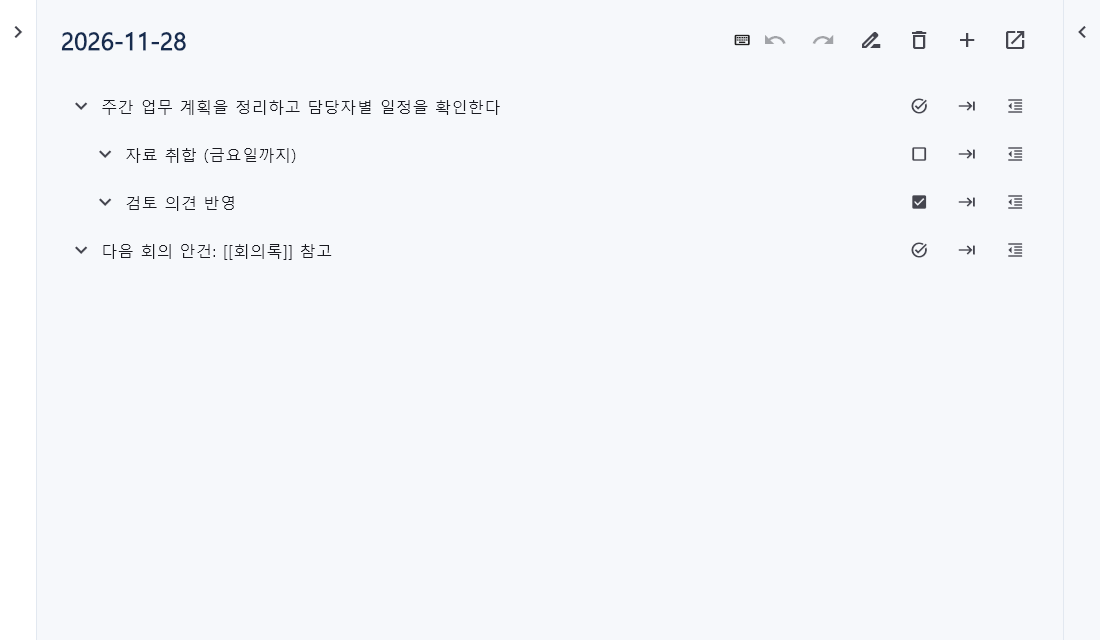 2026-11-28
주간 업무 계획을 정리하고 담당자별 일정을 확인한다
자료 취합 (금요일까지)
검토 의견 반영
다음 회의 안건: [[회의록]] 참고